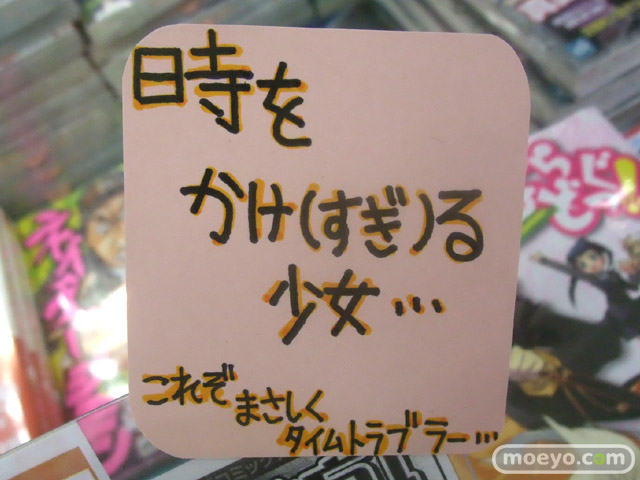 時を
かけ(すぎ)る
少女…
これぞ
まさしく
タイムトラブラー…
moeyo.com